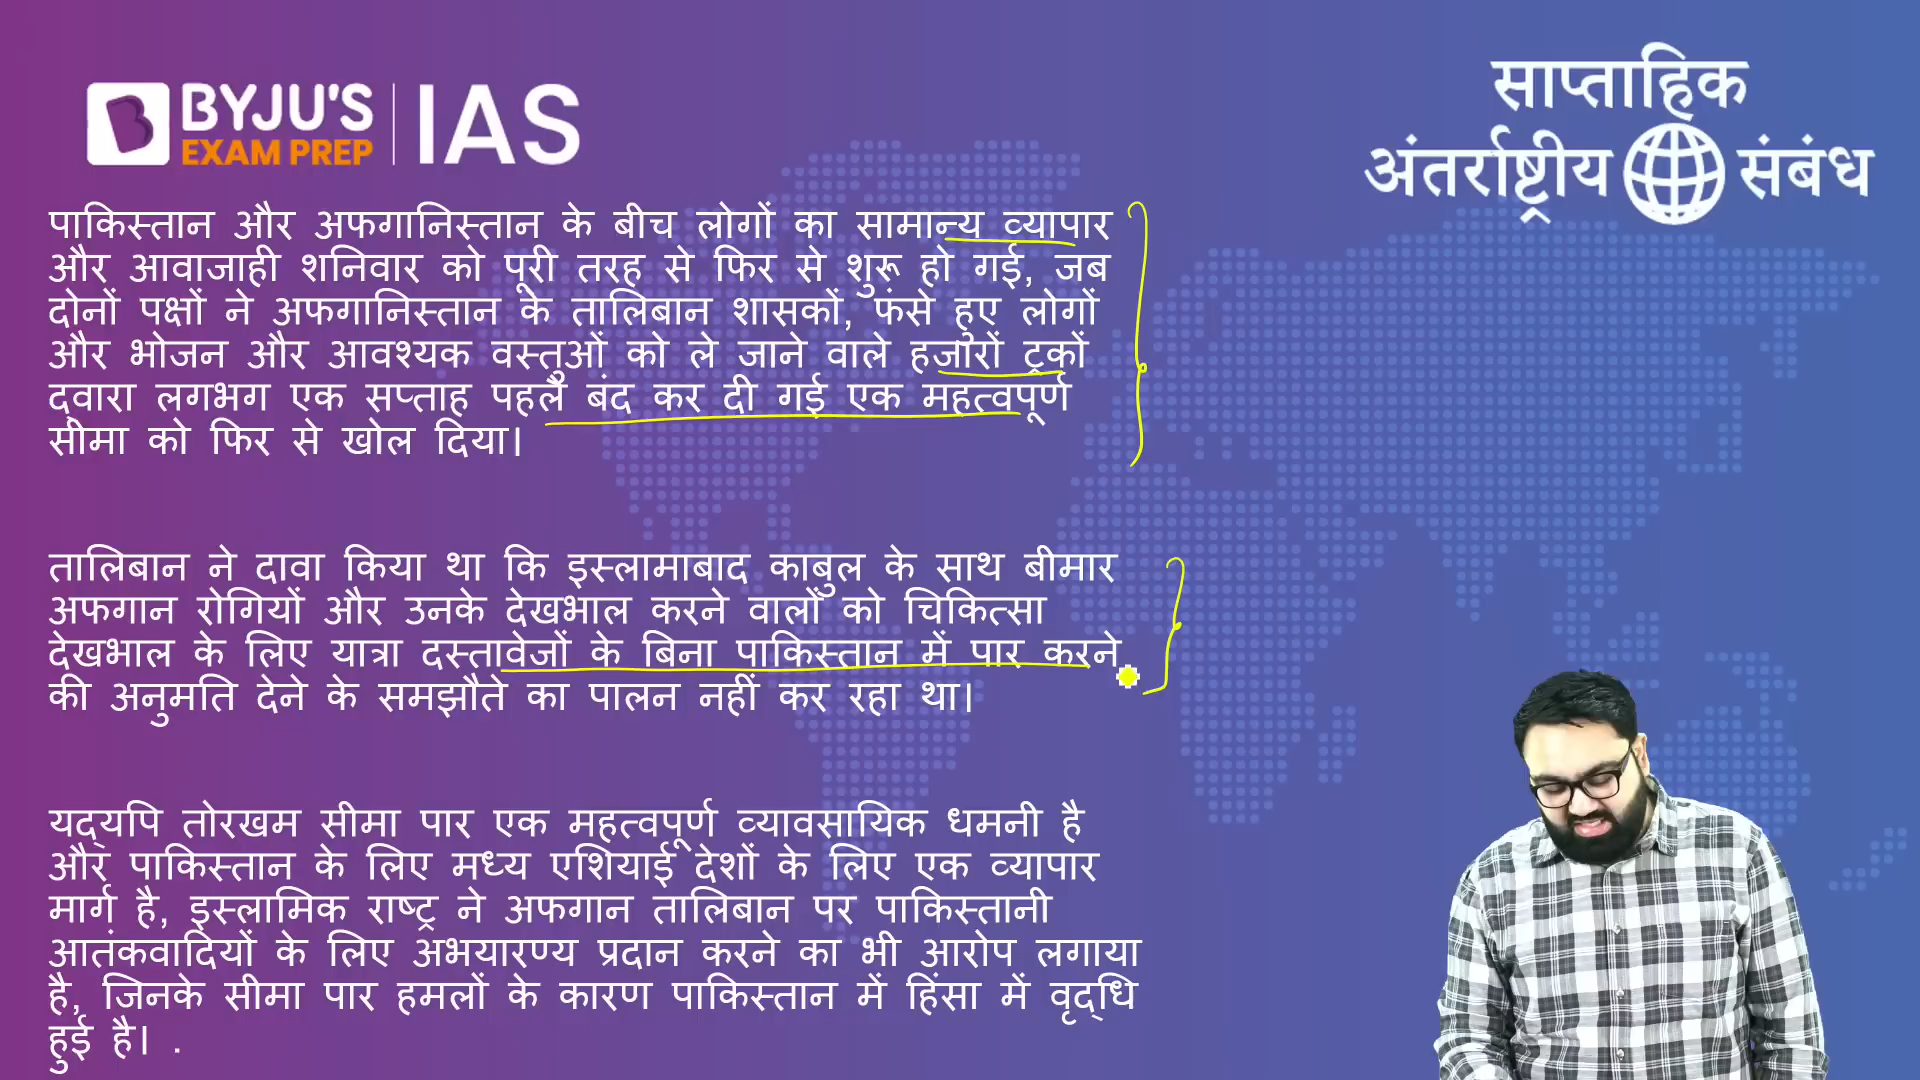 BYJU'S
EXAM PREP
IAS
साप्ताहिक
अंतर्राष्ट्रीय संबंध
पाकिस्तान और अफगानिस्तान के बीच लोगों का सामान्य व्यापार
और आवाजाही शनिवार को पूरी तरह से फिर से शुरू हो गई, जब
दोनों पक्षों ने अफगानिस्तान के तालिबान शासकों, फंसे हुए लोगों
और भोजन और आवश्यक वस्तुओं को ले जाने वाले हजारों ट्रकों
द्वारा लगभग एक सप्ताह पहले बंद कर दी गई एक महत्वपूर्ण
सीमा को फिर से खोल दिया।
तालिबान ने दावा किया था कि इस्लामाबाद काबुल के साथ बीमार
अफगान रोगियों और उनके देखभाल करने वालों को चिकित्सा
देखभाल के लिए यात्रा दस्तावेजों के बिना पाकिस्तान में पार करने
की अनुमति देने के समझौते का पालन नहीं कर रहा था।
यद्यपि तोरखम सीमा पार एक महत्वपूर्ण व्यावसायिक धमनी है
और पाकिस्तान के लिए मध्य एशियाई देशों के लिए एक व्यापार
मार्ग है, इस्लामिक राष्ट्र ने अफगान तालिबान पर पाकिस्तानी
आतंकवादियों के लिए अभयारण्य प्रदान करने का भी आरोप लगाया
है, जिनके सीमा पार हमलों के कारण पाकिस्तान में हिंसा में वृद्धि
हुई है। .